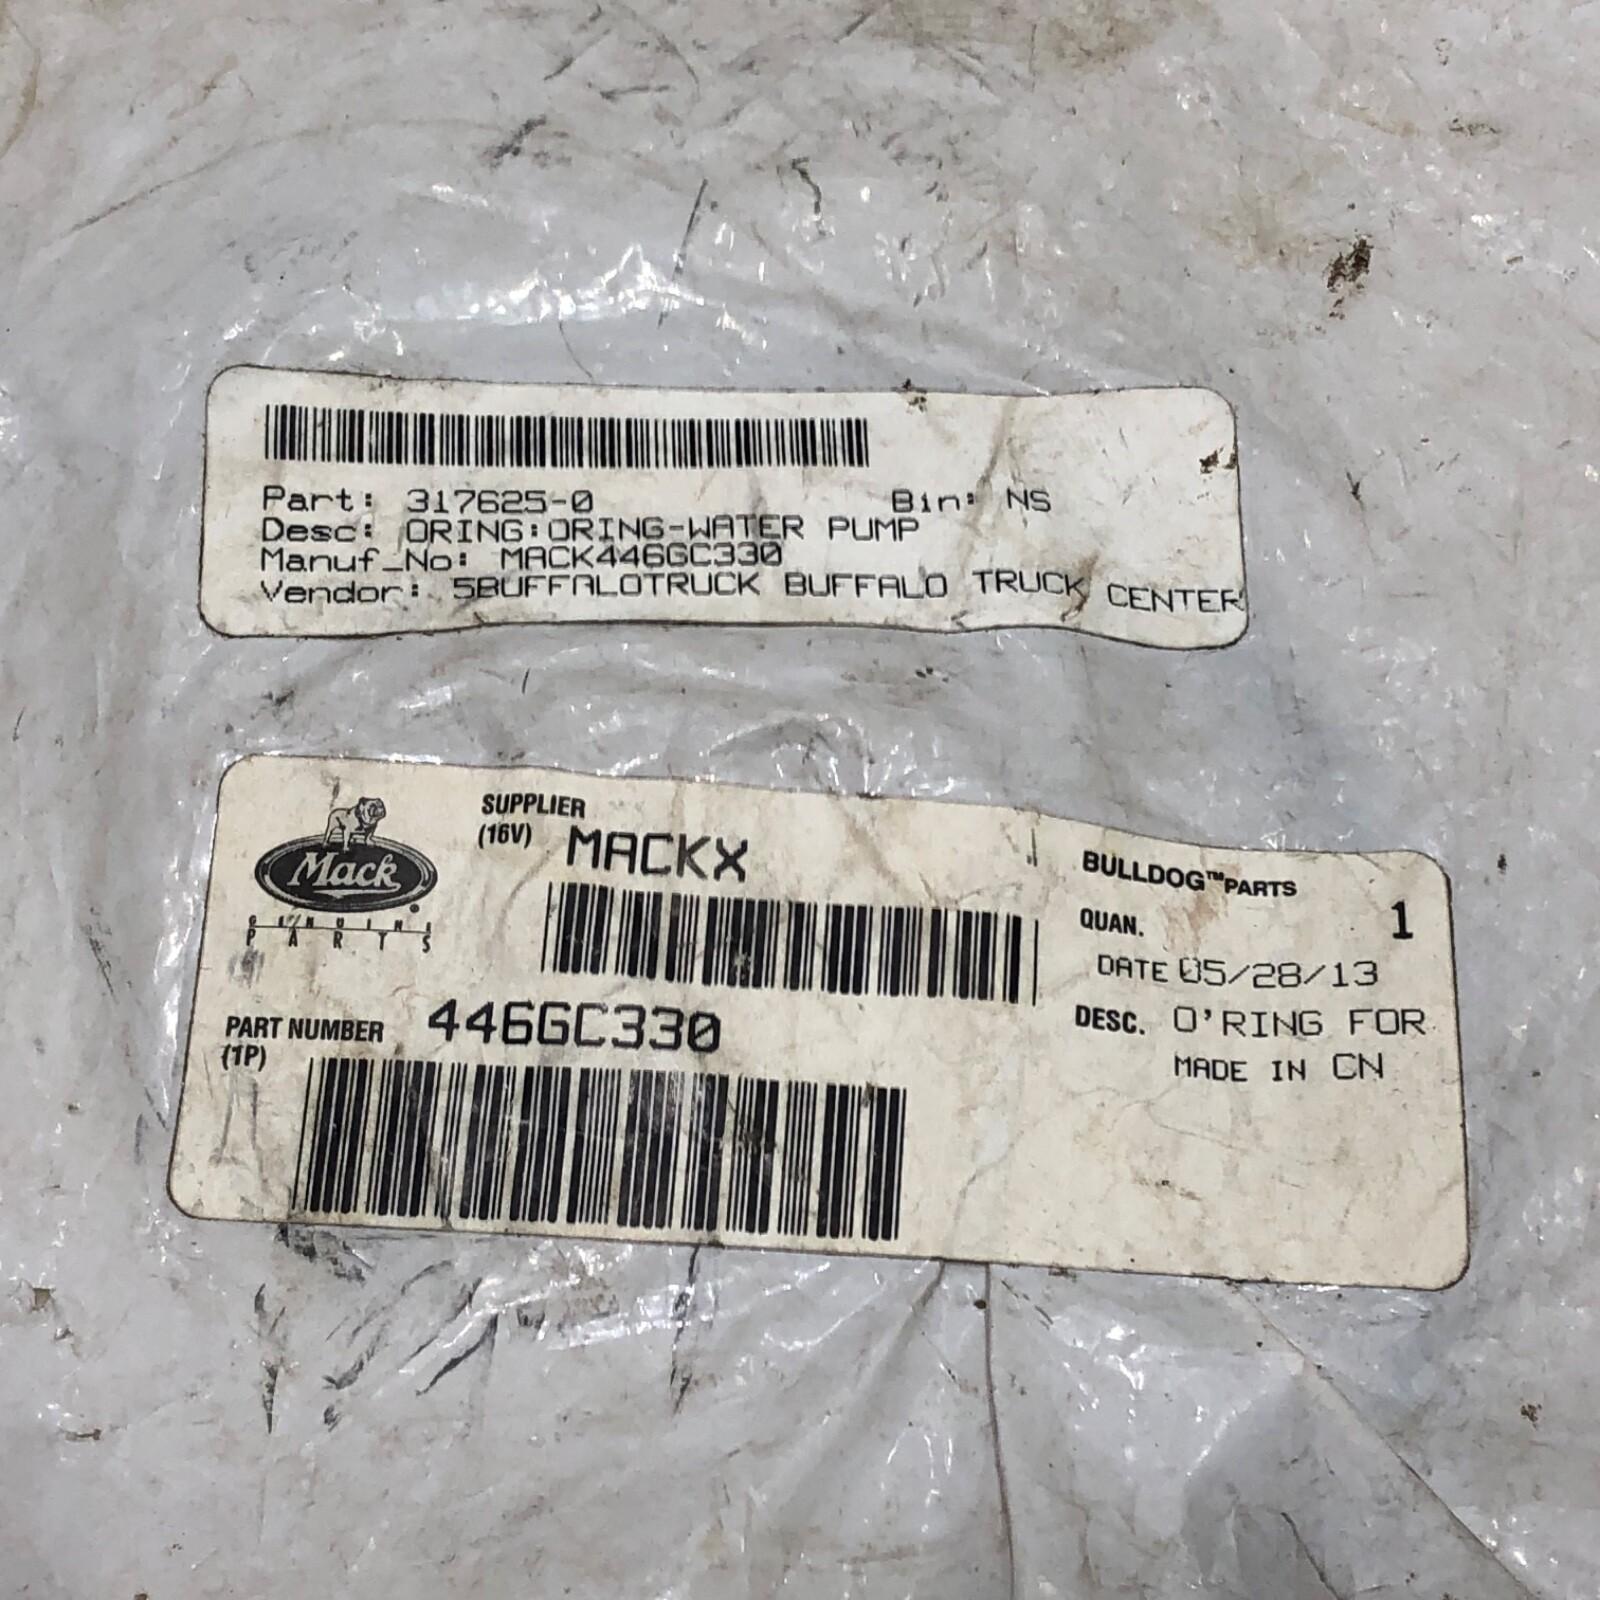 Part: 317625-0 Bin: NS
Desc: ORING:ORING-WATER PUMP
Manuf_No: MACK446GC330
Vendor: 5BUFFALOTRUCK BUFFALO TRUCK CENTER
Mack
GENUINE
PARTS
SUPPLIER
(16V) MACKX
PART NUMBER 446GC330
(1P)
BULLDOG™PARTS
QUAN. 1
DATE 05/28/13
DESC. O'RING FOR
MADE IN CN